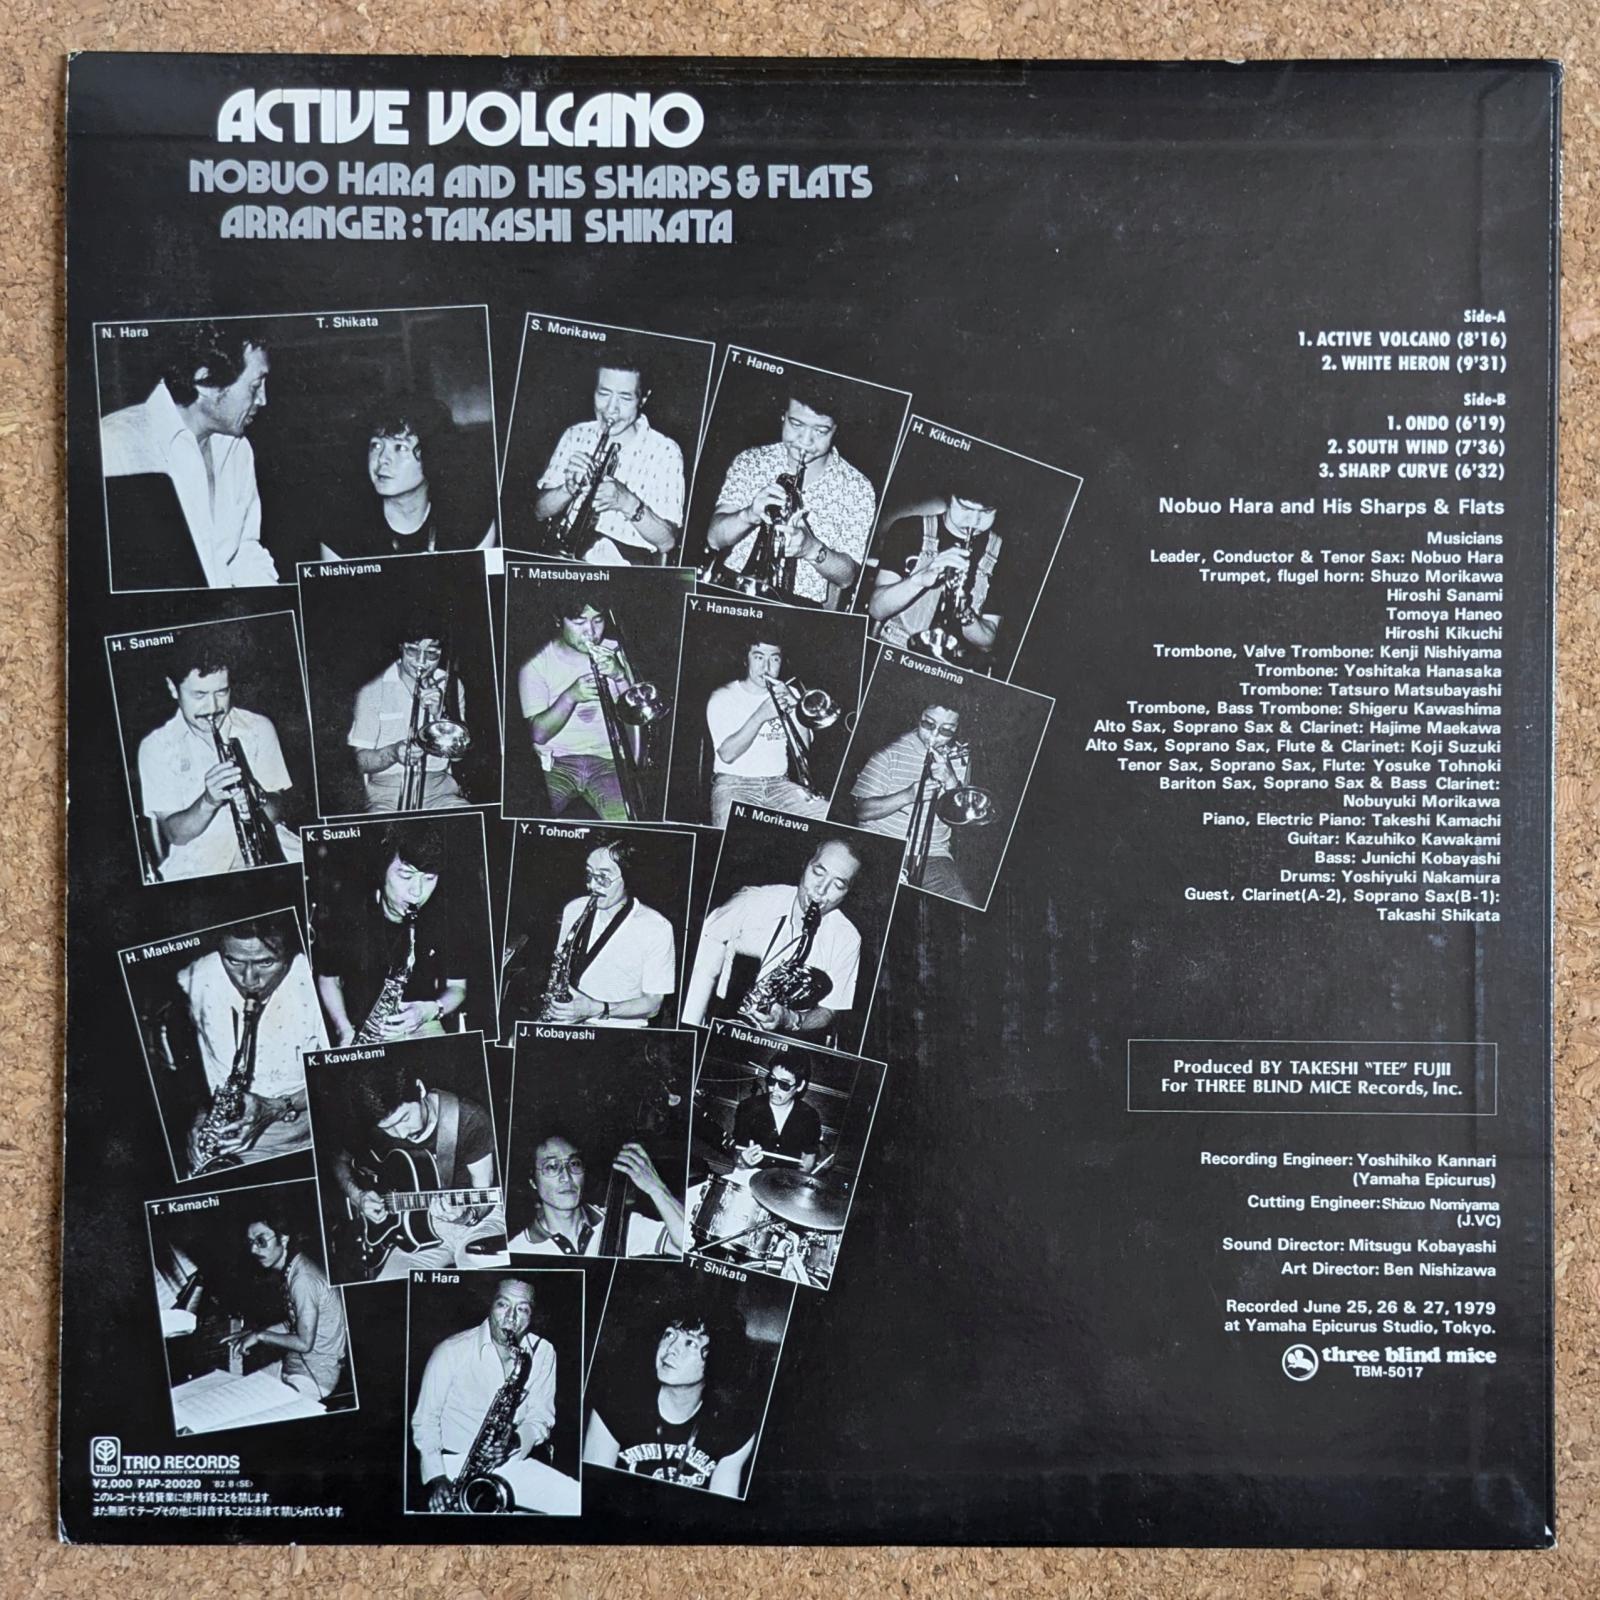 ACTIVE VOLCANO
NOBUO HARA AND HIS SHARPS & FLATS
ARRANGER:TAKASHI SHIKATA
N. Hara
T. Shikata
S. Morikawa
T. Haneo
H. Kikuchi
H. Sanami
K. Nishiyama
T. Matsubayashi
Y. Hanasaka
S. Kawashima
H. Maekawa
K. Suzuki
Y. Tohnoki
N. Morikawa
T. Kamachi
K. Kawakami
J. Kobayashi
Y. Nakamura
N. Hara
T. Shikata
Side-A
1. ACTIVE VOLCANO (8'16)
2. WHITE HERON (9'31)
Side-B
1. ONDO (6'19)
2. SOUTH WIND (7'36)
3. SHARP CURVE (6'32)
Nobuo Hara and His Sharps & Flats
Musicians
Leader, Conductor & Tenor Sax: Nobuo Hara
Trumpet, flugel horn: Shuzo Morikawa
Hiroshi Sanami
Tomoya Haneo
Hiroshi Kikuchi
Trombone, Valve Trombone: Kenji Nishiyama
Trombone: Yoshitaka Hanasaka
Trombone: Tatsuro Matsubayashi
Trombone, Bass Trombone: Shigeru Kawashima
Alto Sax, Soprano Sax & Clarinet: Hajime Maekawa
Alto Sax, Soprano Sax, Flute & Clarinet: Koji Suzuki
Tenor Sax, Soprano Sax, Flute: Yosuke Tohnoki
Bariton Sax, Soprano Sax & Bass Clarinet:
Nobuyuki Morikawa
Piano, Electric Piano: Takeshi Kamachi
Guitar: Kazuhiko Kawakami
Bass: Junichi Kobayashi
Drums: Yoshiyuki Nakamura
Guest, Clarinet(A-2), Soprano Sax(B-1):
Takashi Shikata
Produced BY TAKESHI "TEE" FUJII
For THREE BLIND MICE Records, Inc.
Recording Engineer: Yoshihiko Kannari
(Yamaha Epicurus)
Cutting Engineer: Shizuo Nomiyama
(J.VC)
Sound Director: Mitsugu Kobayashi
Art Director: Ben Nishizawa
Recorded June 25, 26 & 27, 1979
at Yamaha Epicurus Studio, Tokyo.
three blind mice
TBM-5017
TRIO
TRIO RECORDS
TRIO KENWOOD CORPORATION
¥2,000 PAP-20020 '82.8<SE>
このレコードを賃貸業に使用することを禁じます.
また無断でテープその他に録音することは法律で禁じられています.